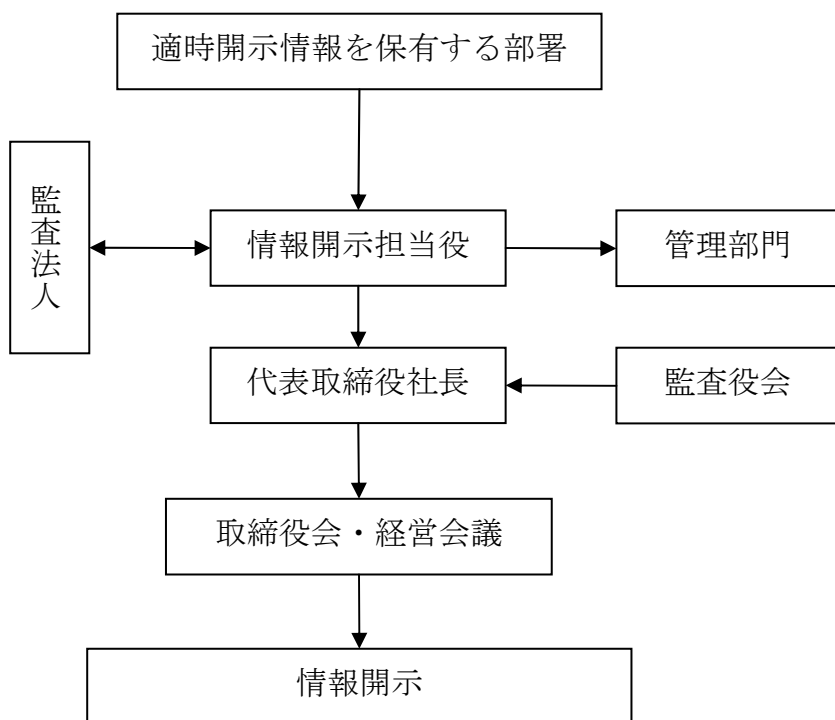 適時開示情報を保有する部署
監査法人
情報開示担当役
管理部門
代表取締役社長
監査役会
取締役会・経営会議
情報開示